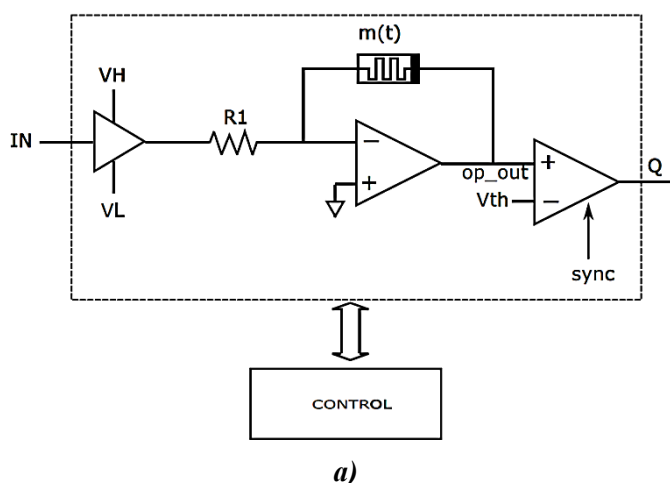 m(t)
VH
R1
IN
−
+
op_out
+
Q
Vth
−
VL
sync
CONTROL
a)